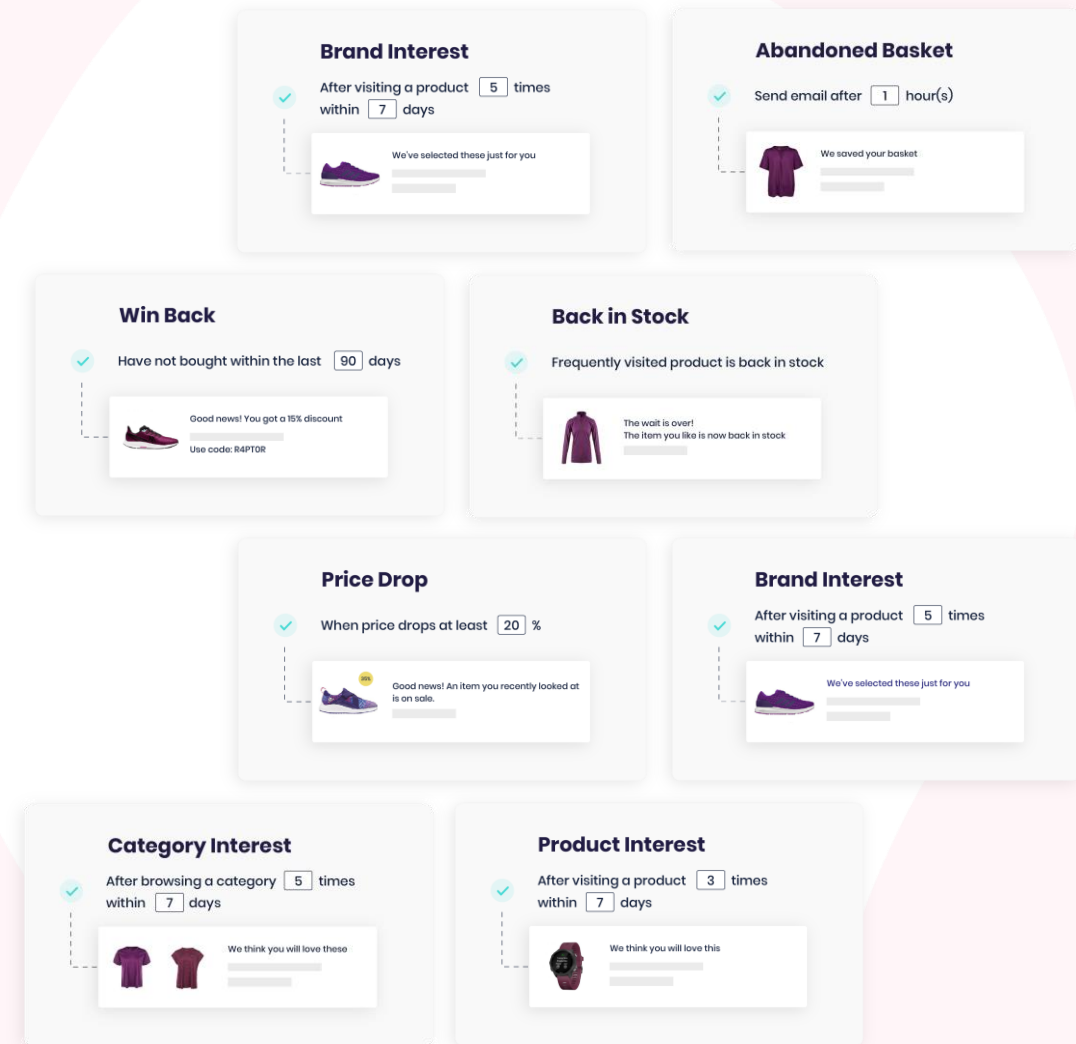 Brand Interest
After visiting a product 5 times
within 7 days
We've selected these just for you
Abandoned Basket
Send email after 1 hour(s)
We saved your basket
Win Back
Have not bought within the last 90 days
Good news! You got a 15% discount
Use code: R4PT0R
Back in Stock
Frequently visited product is back in stock
The wait is over!
The item you like is now back in stock
Price Drop
When price drops at least 20 %
20%
Good news! An item you recently looked at
is on sale.
Brand Interest
After visiting a product 5 times
within 7 days
We've selected these just for you
Category Interest
After browsing a category 5 times
within 7 days
We think you will love these
Product Interest
After visiting a product 3 times
within 7 days
We think you will love this